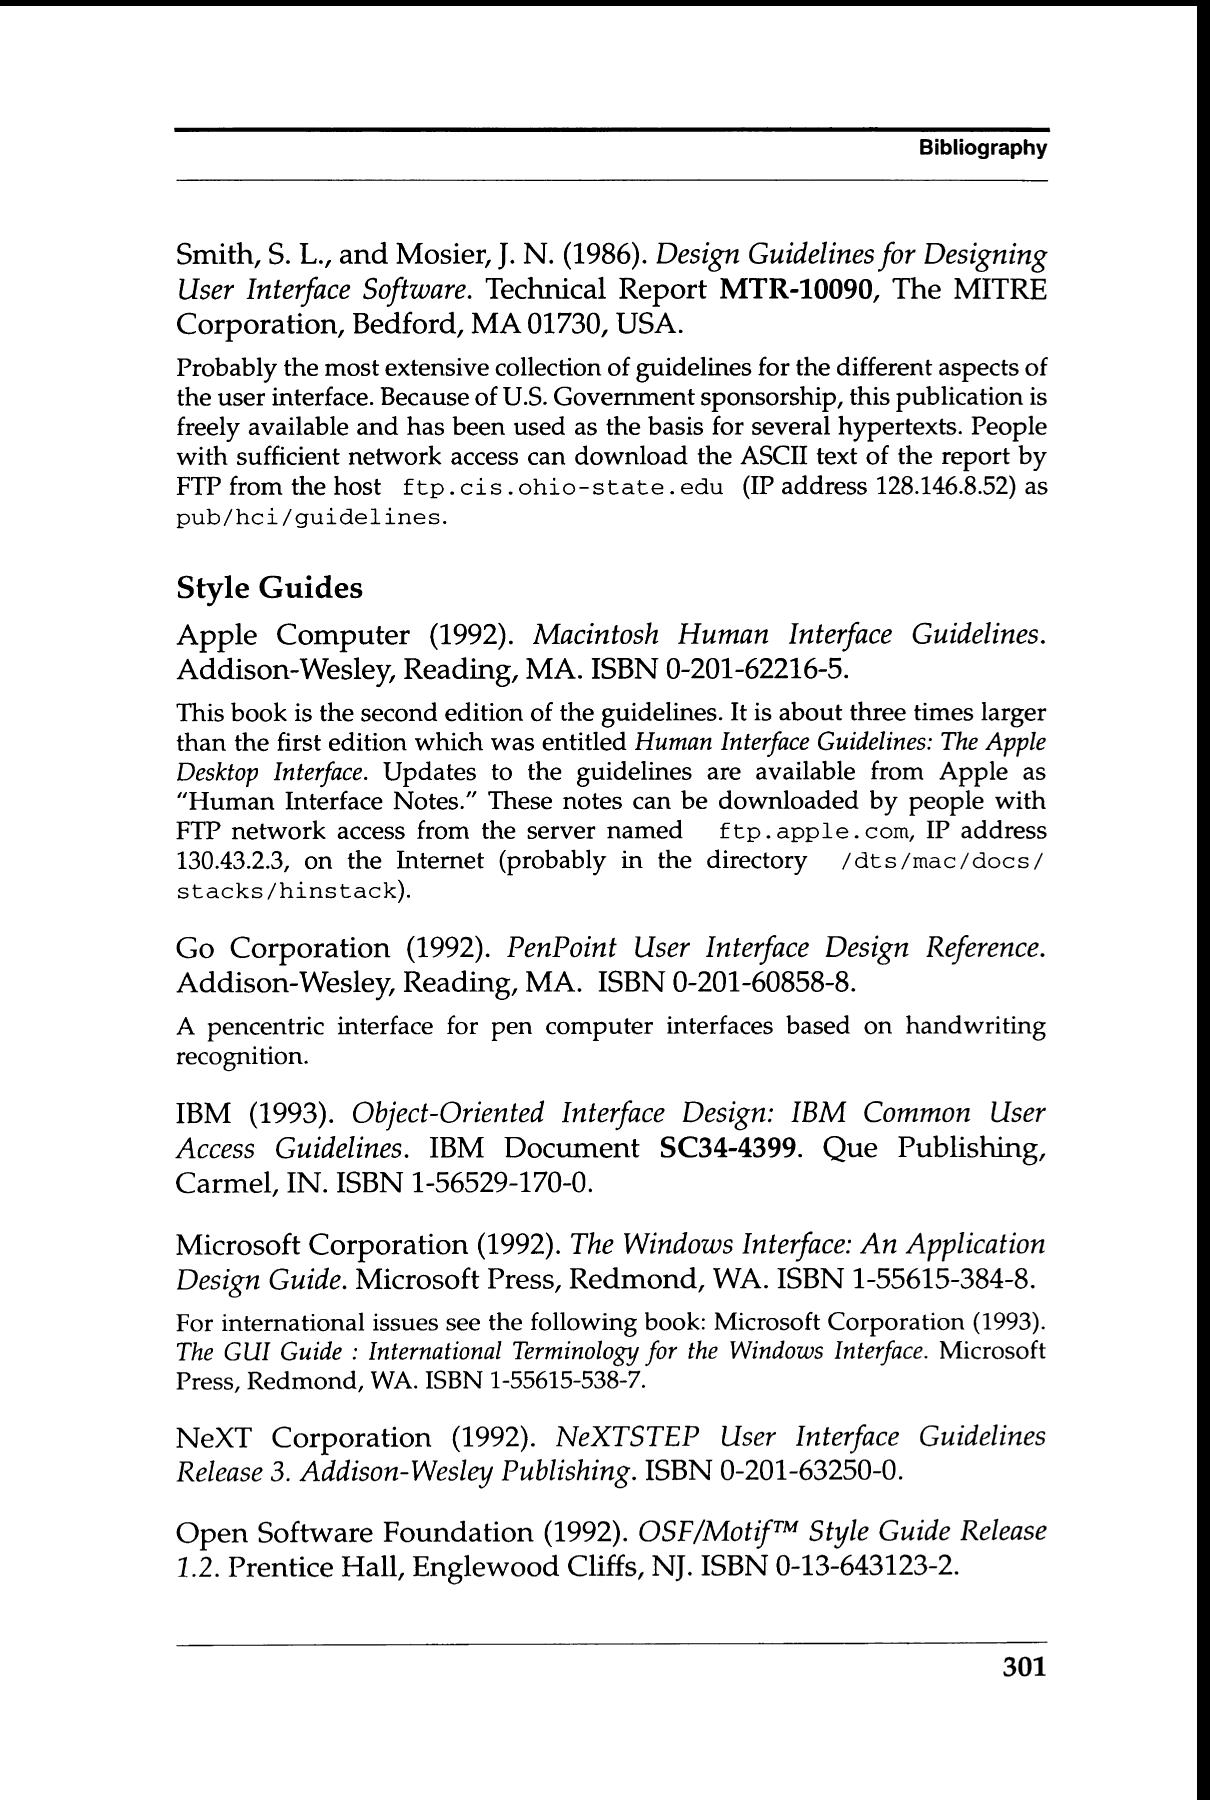 Bibliography
Smith, S. L., and Mosier, J. N. (1986). Design Guidelines for Designing
User Interface Software. Technical Report MTR-10090, The MITRE
Corporation, Bedford, MA 01730, USA.
Probably the most extensive collection of guidelines for the different aspects of
the user interface. Because of U.S. Government sponsorship, this publication is
freely available and has been used as the basis for several hypertexts. People
with sufficient network access can download the ASCII text of the report by
FTP from the host ftp.cis.ohio-state.edu (IP address 128.146.8.52) as
pub/hci/guidelines.
Style Guides
Apple Computer (1992). Macintosh Human Interface Guidelines.
Addison-Wesley, Reading, MA. ISBN 0-201-62216-5.
This book is the second edition of the guidelines. It is about three times larger
than the first edition which was entitled Human Interface Guidelines: The Apple
Desktop Interface. Updates to the guidelines are available from Apple as
"Human Interface Notes." These notes can be downloaded by people with
FTP network access from the server named ftp.apple.com, IP address
130.43.2.3, on the Internet (probably in the directory /dts/mac/docs/
stacks/hinstack).
Go Corporation (1992). PenPoint User Interface Design Reference.
Addison-Wesley, Reading, MA. ISBN 0-201-60858-8.
A pencentric interface for pen computer interfaces based on handwriting
recognition.
IBM (1993). Object-Oriented Interface Design: IBM Common User
Access Guidelines. IBM Document SC34-4399. Que Publishing,
Carmel, IN. ISBN 1-56529-170-0.
Microsoft Corporation (1992). The Windows Interface: An Application
Design Guide. Microsoft Press, Redmond, WA. ISBN 1-55615-384-8.
For international issues see the following book: Microsoft Corporation (1993).
The GUI Guide : International Terminology for the Windows Interface. Microsoft
Press, Redmond, WA. ISBN 1-55615-538-7.
NeXT Corporation (1992). NeXTSTEP User Interface Guidelines
Release 3. Addison-Wesley Publishing. ISBN 0-201-63250-0.
Open Software Foundation (1992). OSF/Motif™ Style Guide Release
1.2. Prentice Hall, Englewood Cliffs, NJ. ISBN 0-13-643123-2.
301